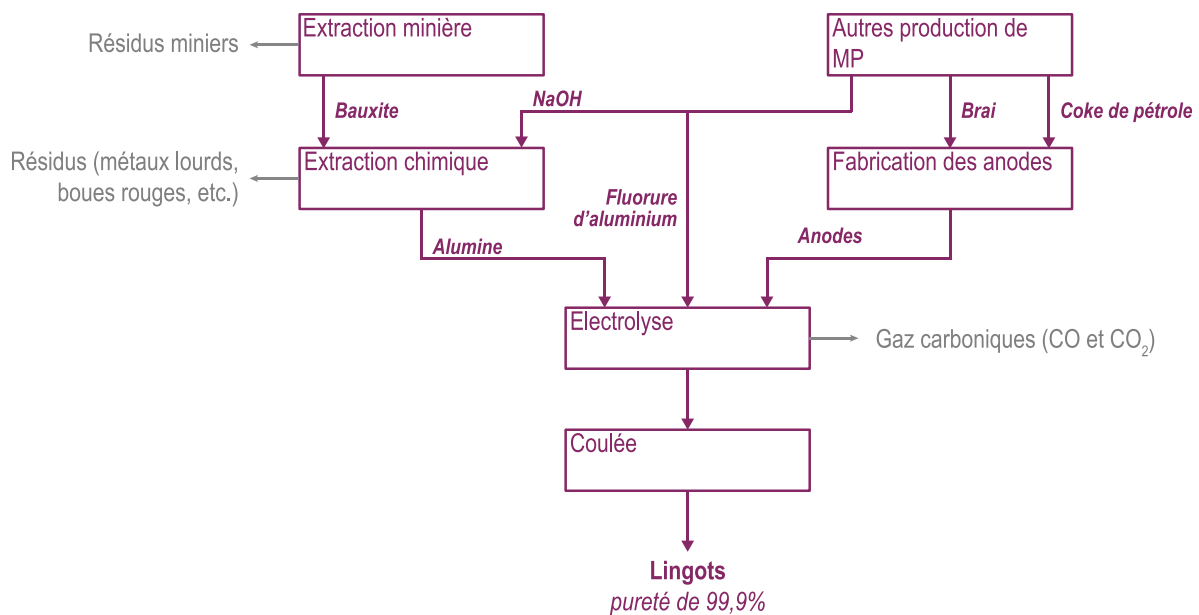 Résidus miniers
Extraction minière
Autres production de
MP
Bauxite
NaOH
Brai
Coke de pétrole
Résidus (métaux lourds,
boues rouges, etc.)
Extraction chimique
Fabrication des anodes
Fluorure
d’aluminium
Alumine
Anodes
Electrolyse
Gaz carboniques (CO et CO₂)
Coulée
Lingots
pureté de 99,9%